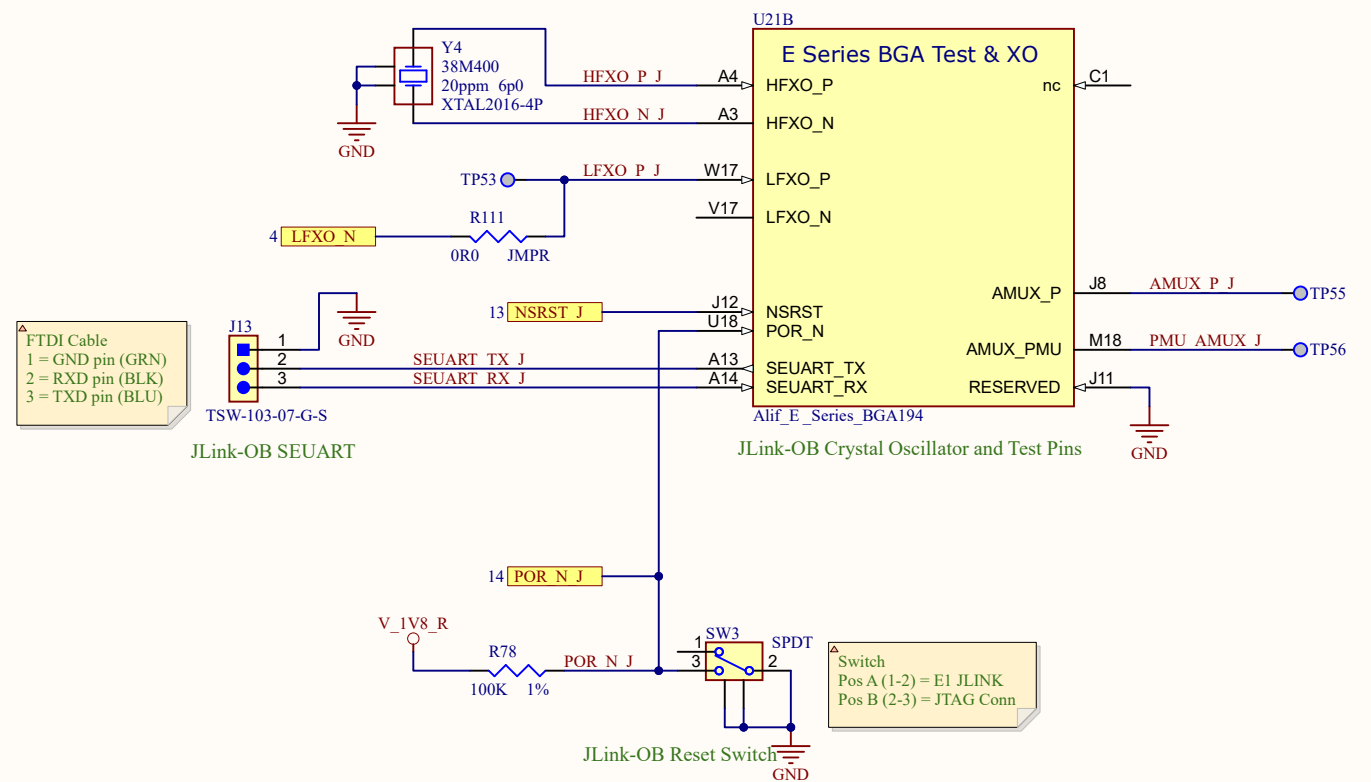 U21B
E Series BGA Test & XO
Y4
38M400
20ppm 6p0
XTAL2016-4P
GND
HFXO_P_J
A4
HFXO_P
nc
C1
HFXO_N_J
A3
HFXO_N
TP53
LFXO_P_J
W17
LFXO_P
V17
LFXO_N
4
LFXO_N
R111
0R0
JMPR
AMUX_P
J8
AMUX_P_J
TP55
13
NSRST_J
J12
NSRST
U18
POR_N
AMUX_PMU
M18
PMU_AMUX_J
TP56
SEUART_TX_J
A13
SEUART_TX
SEUART_RX_J
A14
SEUART_RX
RESERVED
J11
GND
Alif_E_Series_BGA194
JLink-OB Crystal Oscillator and Test Pins
FTDI Cable
1 = GND pin (GRN)
2 = RXD pin (BLK)
3 = TXD pin (BLU)
J13
1
2
3
GND
TSW-103-07-G-S
JLink-OB SEUART
14
POR_N_J
V_1V8_R
R78
100K
1%
POR_N_J
SW3
SPDT
1
3
2
GND
JLink-OB Reset Switch
Switch
Pos A (1-2) = E1 JLINK
Pos B (2-3) = JTAG Conn